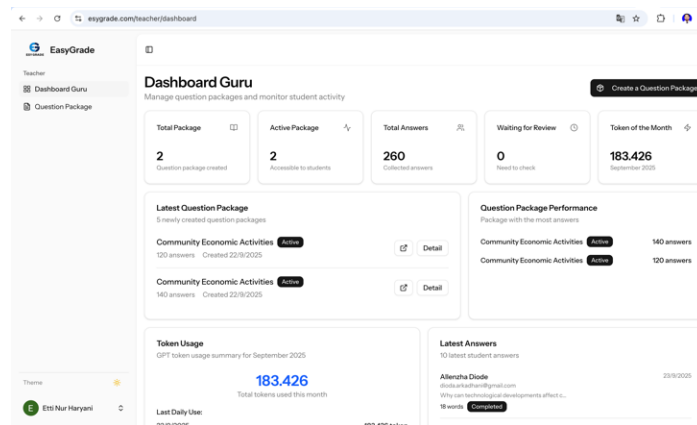 esygrade.com/teacher/dashboard
EasyGrade
Teacher
Dashboard Guru
Question Package
Dashboard Guru
Manage question packages and monitor student activity
Create a Question Package
Total Package
2
Question package created
Active Package
2
Accessible to students
Total Answers
260
Collected answers
Waiting for Review
0
Need to check
Token of the Month
183.426
September 2025
Latest Question Package
5 newly created question packages
Community Economic Activities Active
120 answers Created 22/9/2025
Detail
Community Economic Activities Active
140 answers Created 22/9/2025
Detail
Question Package Performance
Package with the most answers
Community Economic Activities Active 140 answers
Community Economic Activities Active 120 answers
Token Usage
GPT token usage summary for September 2025
183.426
Total tokens used this month
Last Daily Use:
Latest Answers
10 latest student answers
Allenzha Diode 23/9/2025
diode.erkadham@gmail.com
Why can technological developments affect c...
18 words Completed
Theme
E Etti Nur Haryani